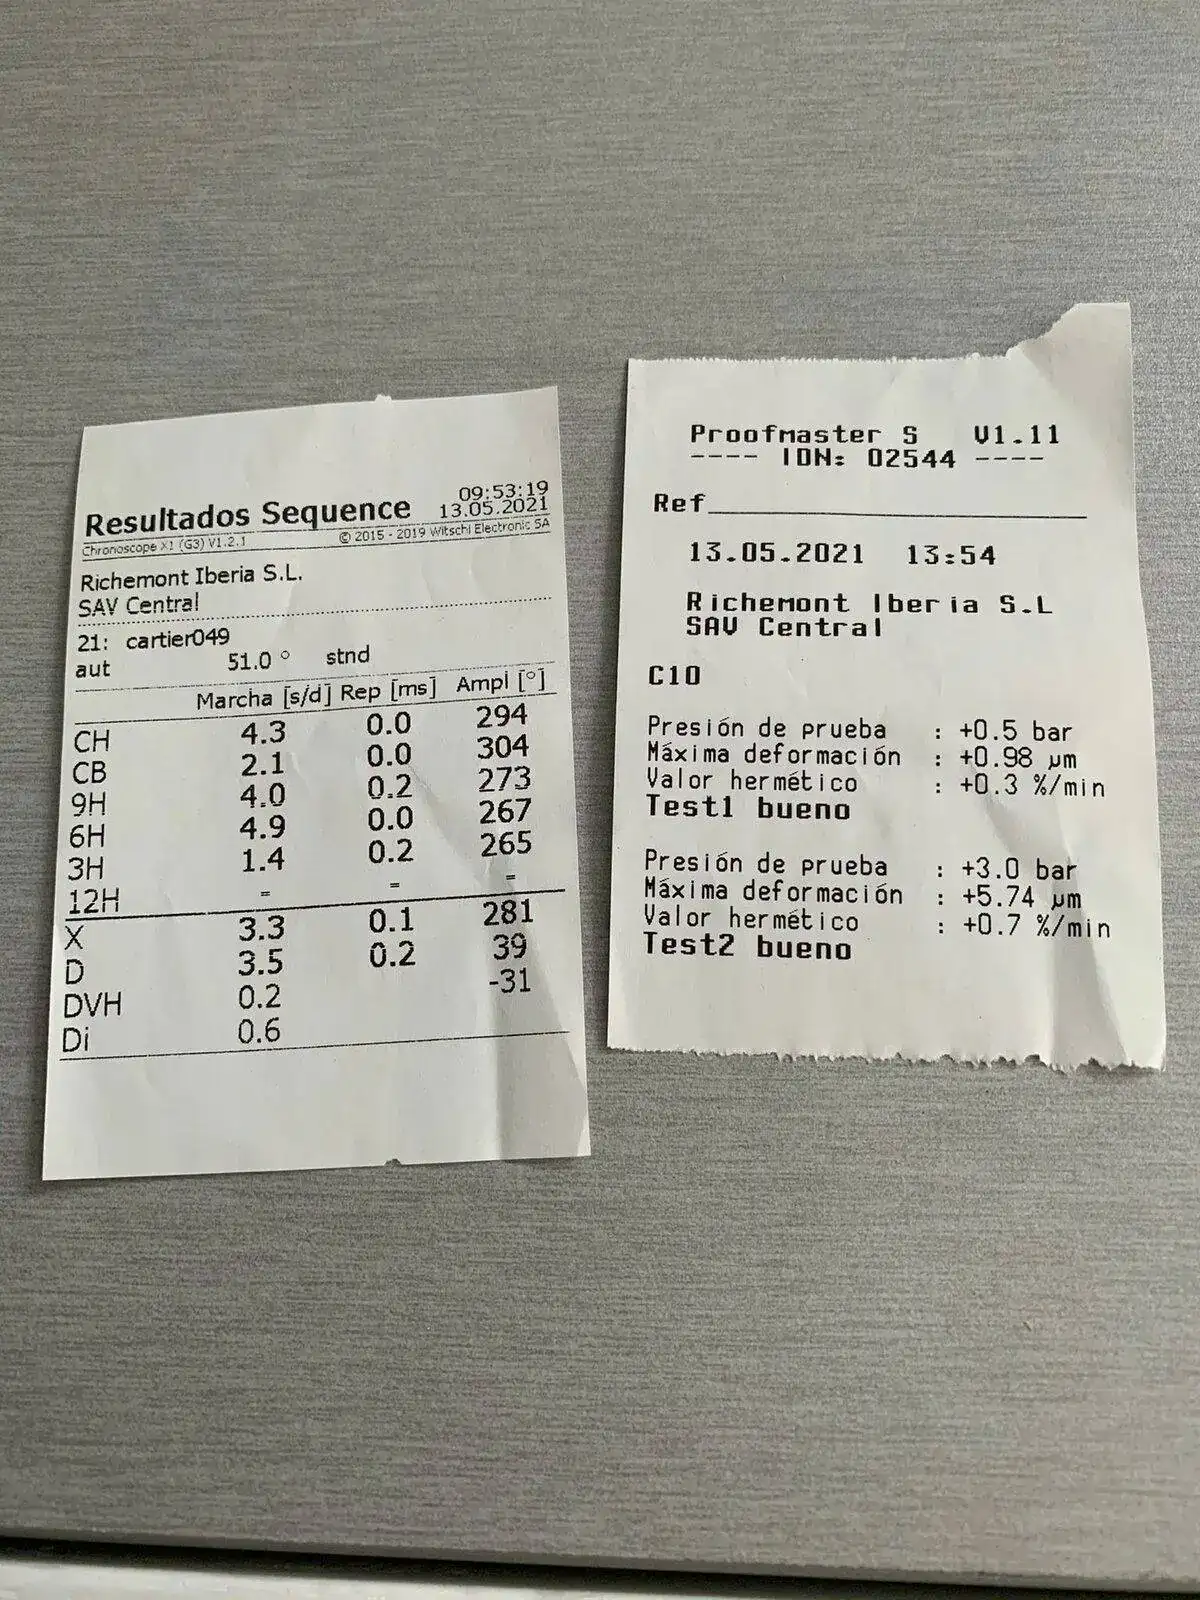 Resultados Sequence
09:53:19
13.05.2021
Chronoscope X1 (G3) V1.2.1
© 2015 - 2019 Witschi Electronic SA
Richemont Iberia S.L.
SAV Central
21: cartier049
aut 51.0 ° stnd
Marcha [s/d] Rep [ms] Ampl [°]
CH 4.3 0.0 294
CB 2.1 0.0 304
9H 4.0 0.2 273
6H 4.9 0.0 267
3H 1.4 0.2 265
12H = = =
X 3.3 0.1 281
D 3.5 0.2 39
DVH 0.2 -31
Di 0.6
Proofmaster S V1.11
---- IDN: 02544 ----
Ref
13.05.2021 13:54
Richemont Iberia S.L
SAV Central
C10
Presión de prueba : +0.5 bar
Máxima deformación : +0.98 µm
Valor hermético : +0.3 %/min
Test1 bueno
Presión de prueba : +3.0 bar
Máxima deformación : +5.74 µm
Valor hermético : +0.7 %/min
Test2 bueno